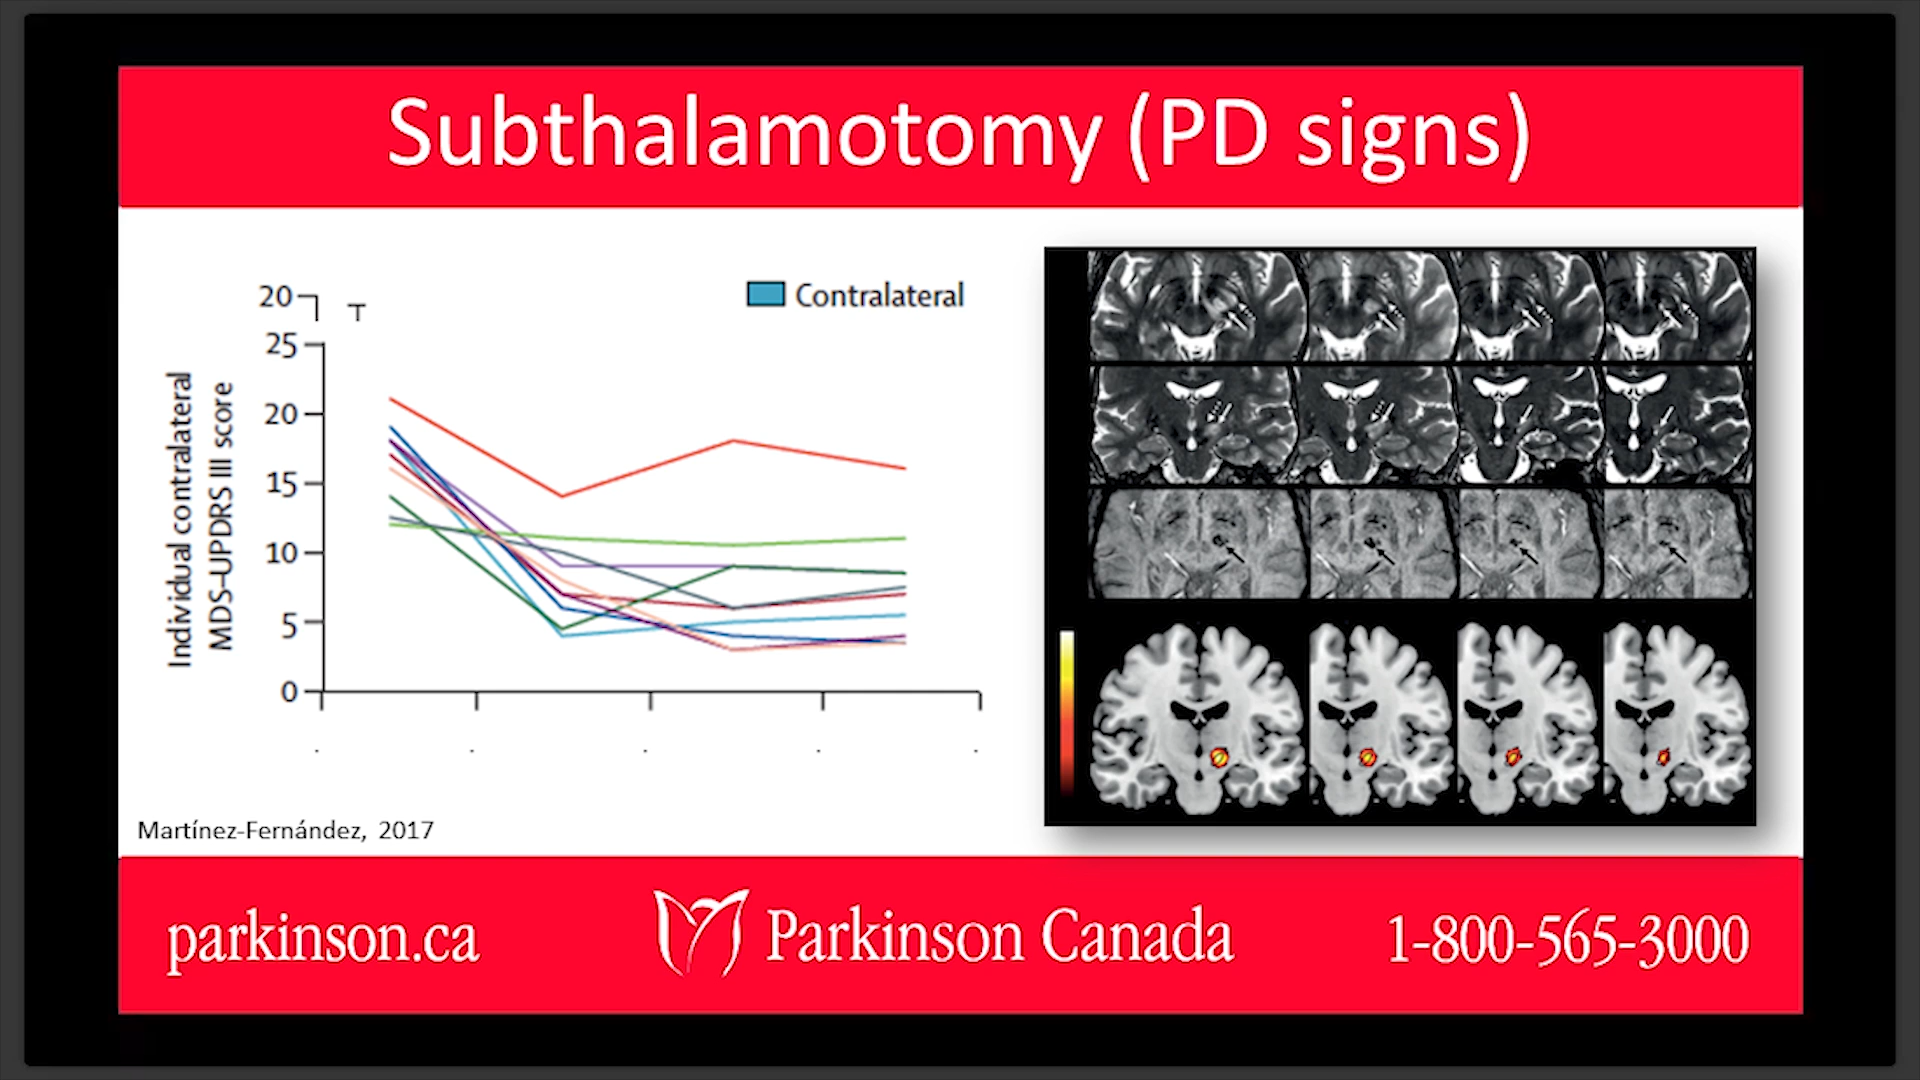 Subthalamotomy (PD signs)
20
T
Contralateral
25
20
15
10
5
0
Individual contralateral
MDS-UPDRS III score
Martínez-Fernández, 2017
parkinson.ca
Parkinson Canada
1-800-565-3000